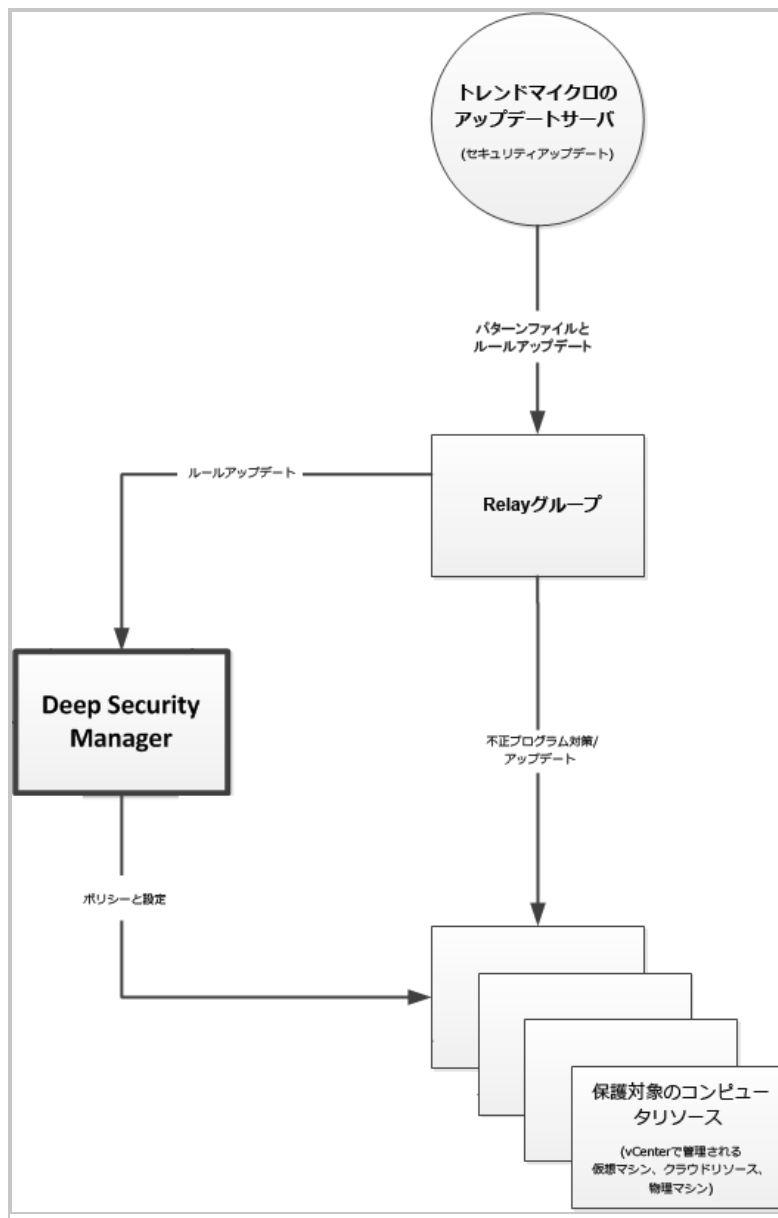 トレンドマイクロの
アップデートサーバ
(セキュリティアップデート)
パターンファイルと
ルールアップデート
ルールアップデート
Relayグループ
Deep Security
Manager
不正プログラム対策/
アップデート
ポリシーと設定
保護対象のコンピュー
タリソース
(vCenterで管理される
仮想マシン、クラウドリソース、
物理マシン)